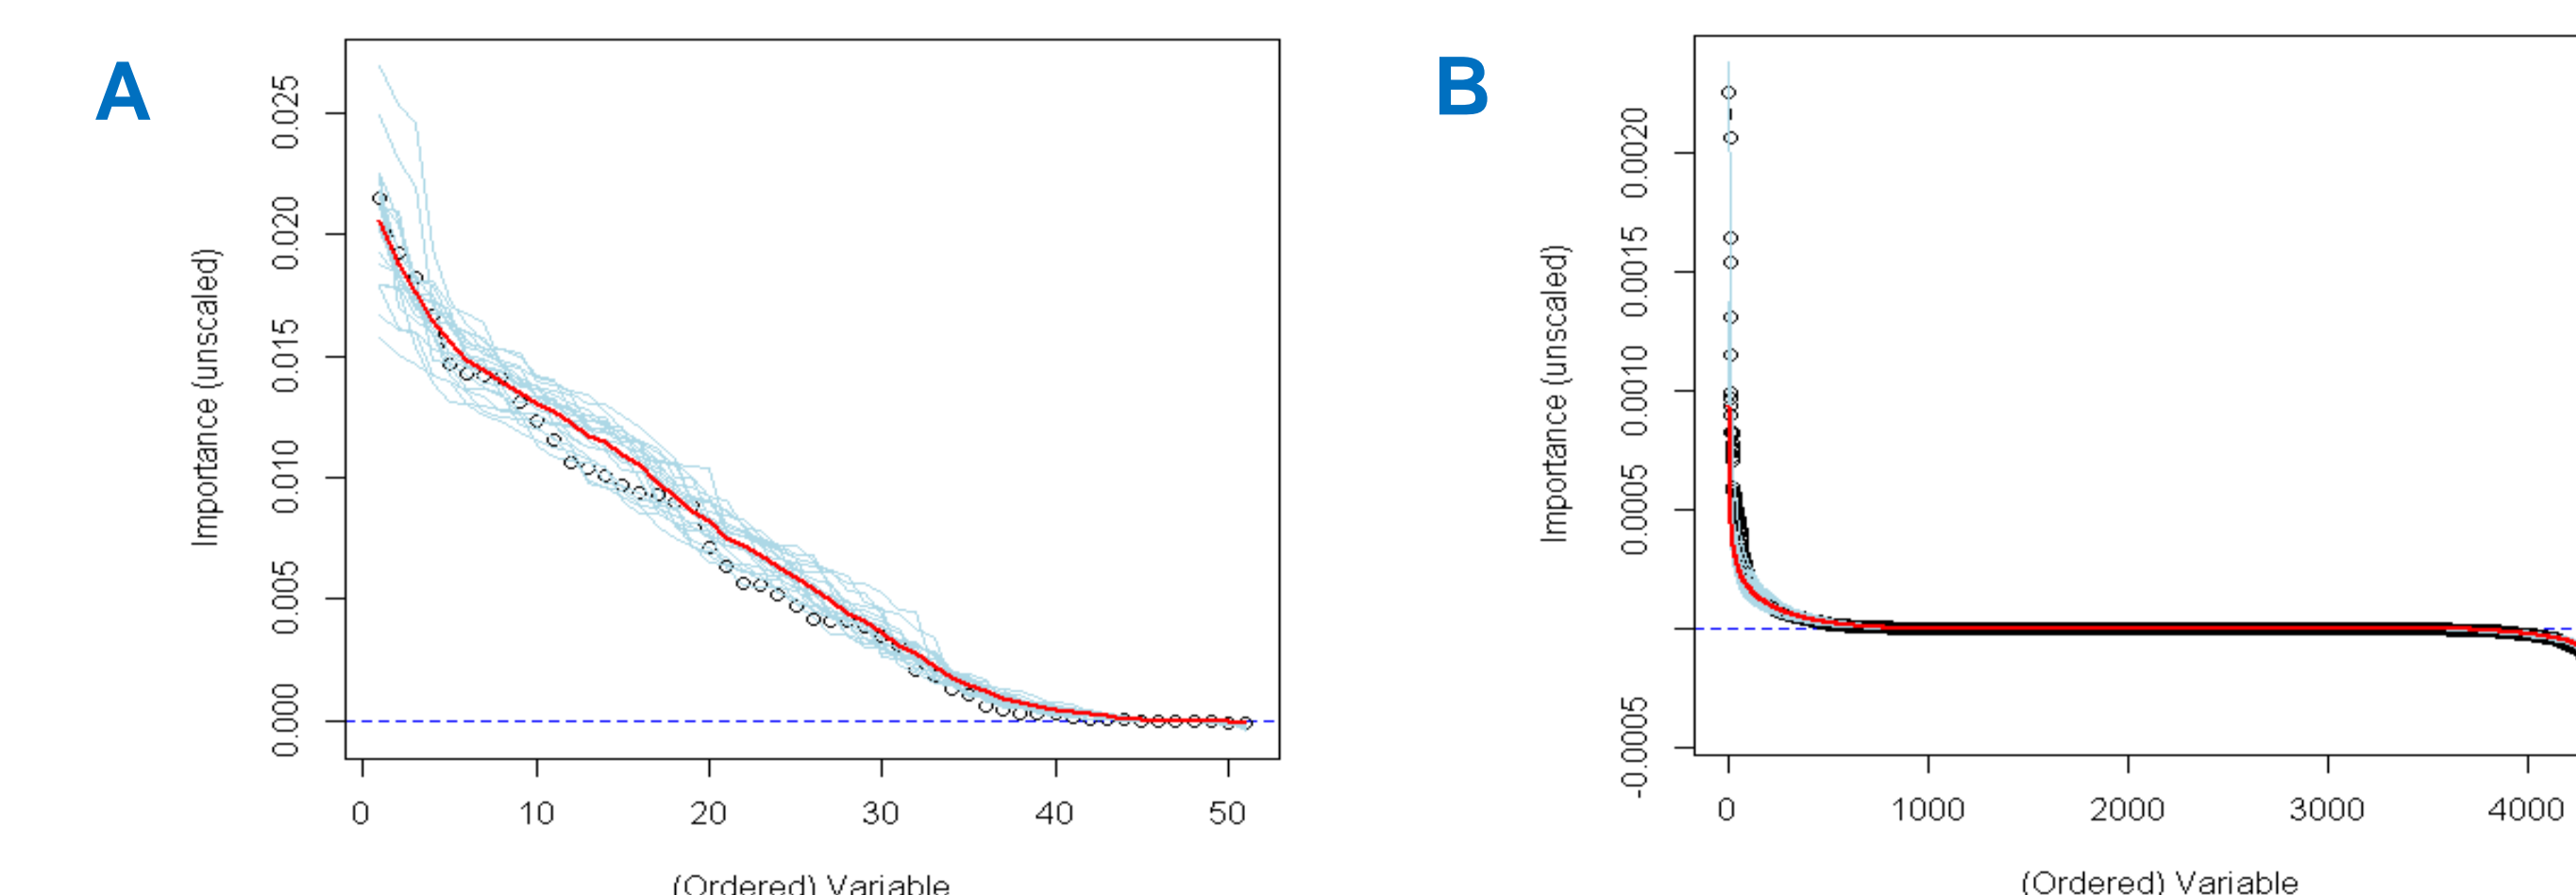 A
Importance (unscaled)
0.025
0.020
0.015
0.010
0.005
0.000
0 10 20 30 40 50
(Ordered) Variable
B
Importance (unscaled)
0.0020
0.0015
0.0010
0.0005
-0.0005
0 1000 2000 3000 4000
(Ordered) Variable